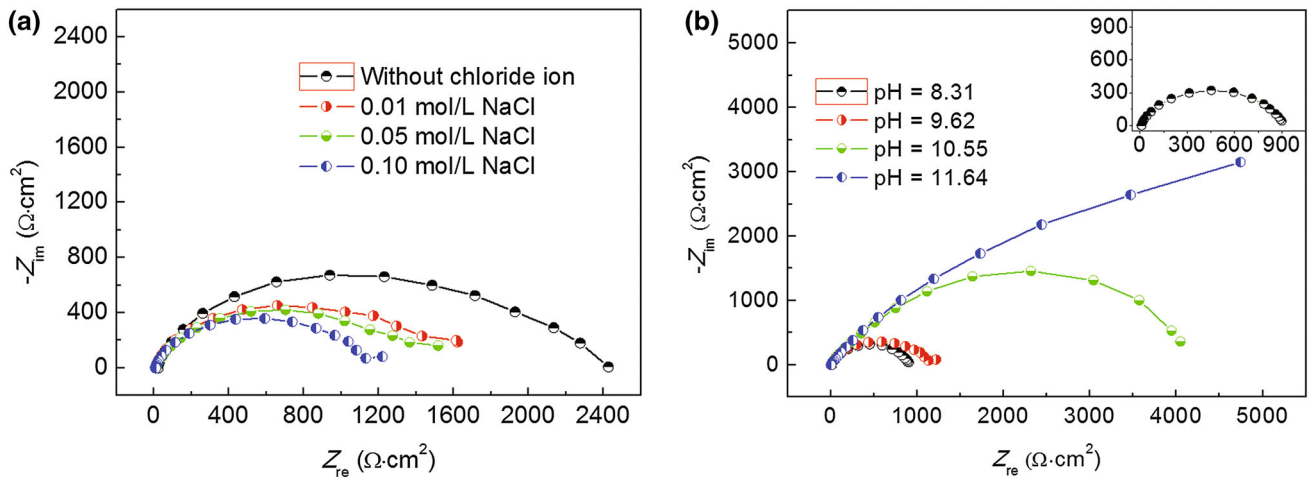 (a)
2400
2000
1600
1200
800
400
0
-Zim (Ω·cm²)
Without chloride ion
0.01 mol/L NaCl
0.05 mol/L NaCl
0.10 mol/L NaCl
0 400 800 1200 1600 2000 2400
Zre (Ω·cm²)
(b)
5000
4000
3000
2000
1000
0
-Zim (Ω·cm²)
pH = 8.31
pH = 9.62
pH = 10.55
pH = 11.64
900
600
300
0
0 300 600 900
0 1000 2000 3000 4000 5000
Zre (Ω·cm²)